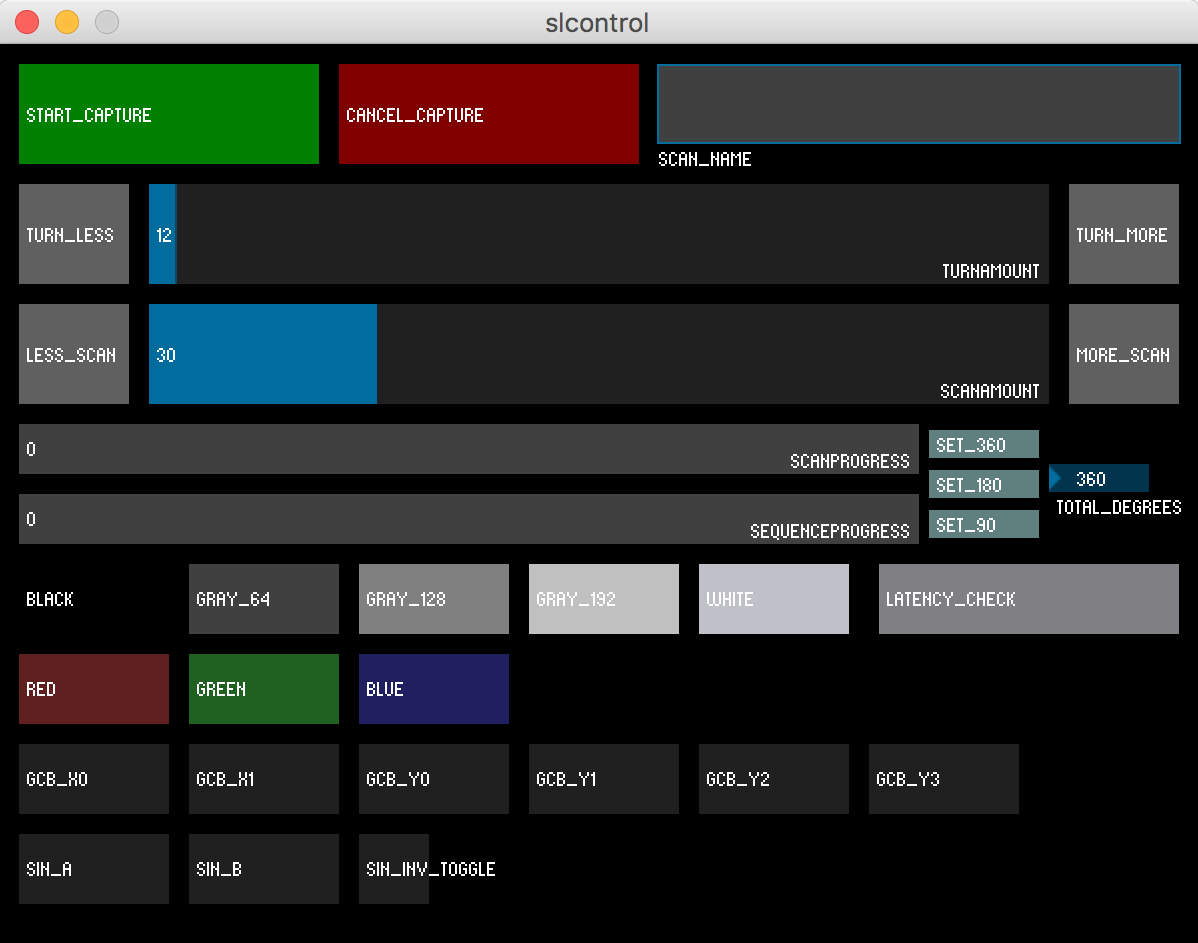 slcontrol
START_CAPTURE
CANCEL_CAPTURE
SCAN_NAME
TURN_LESS
12
TURNAMOUNT
TURN_MORE
LESS_SCAN
30
SCANAMOUNT
MORE_SCAN
0
SCANPROGRESS
SET_360
SET_180
360
TOTAL_DEGREES
0
SEQUENCEPROGRESS
SET_90
BLACK
GRAY_64
GRAY_128
GRAY_192
WHITE
LATENCY_CHECK
RED
GREEN
BLUE
GCB_X0
GCB_X1
GCB_Y0
GCB_Y1
GCB_Y2
GCB_Y3
SIN_A
SIN_B
SIN_INV_TOGGLE